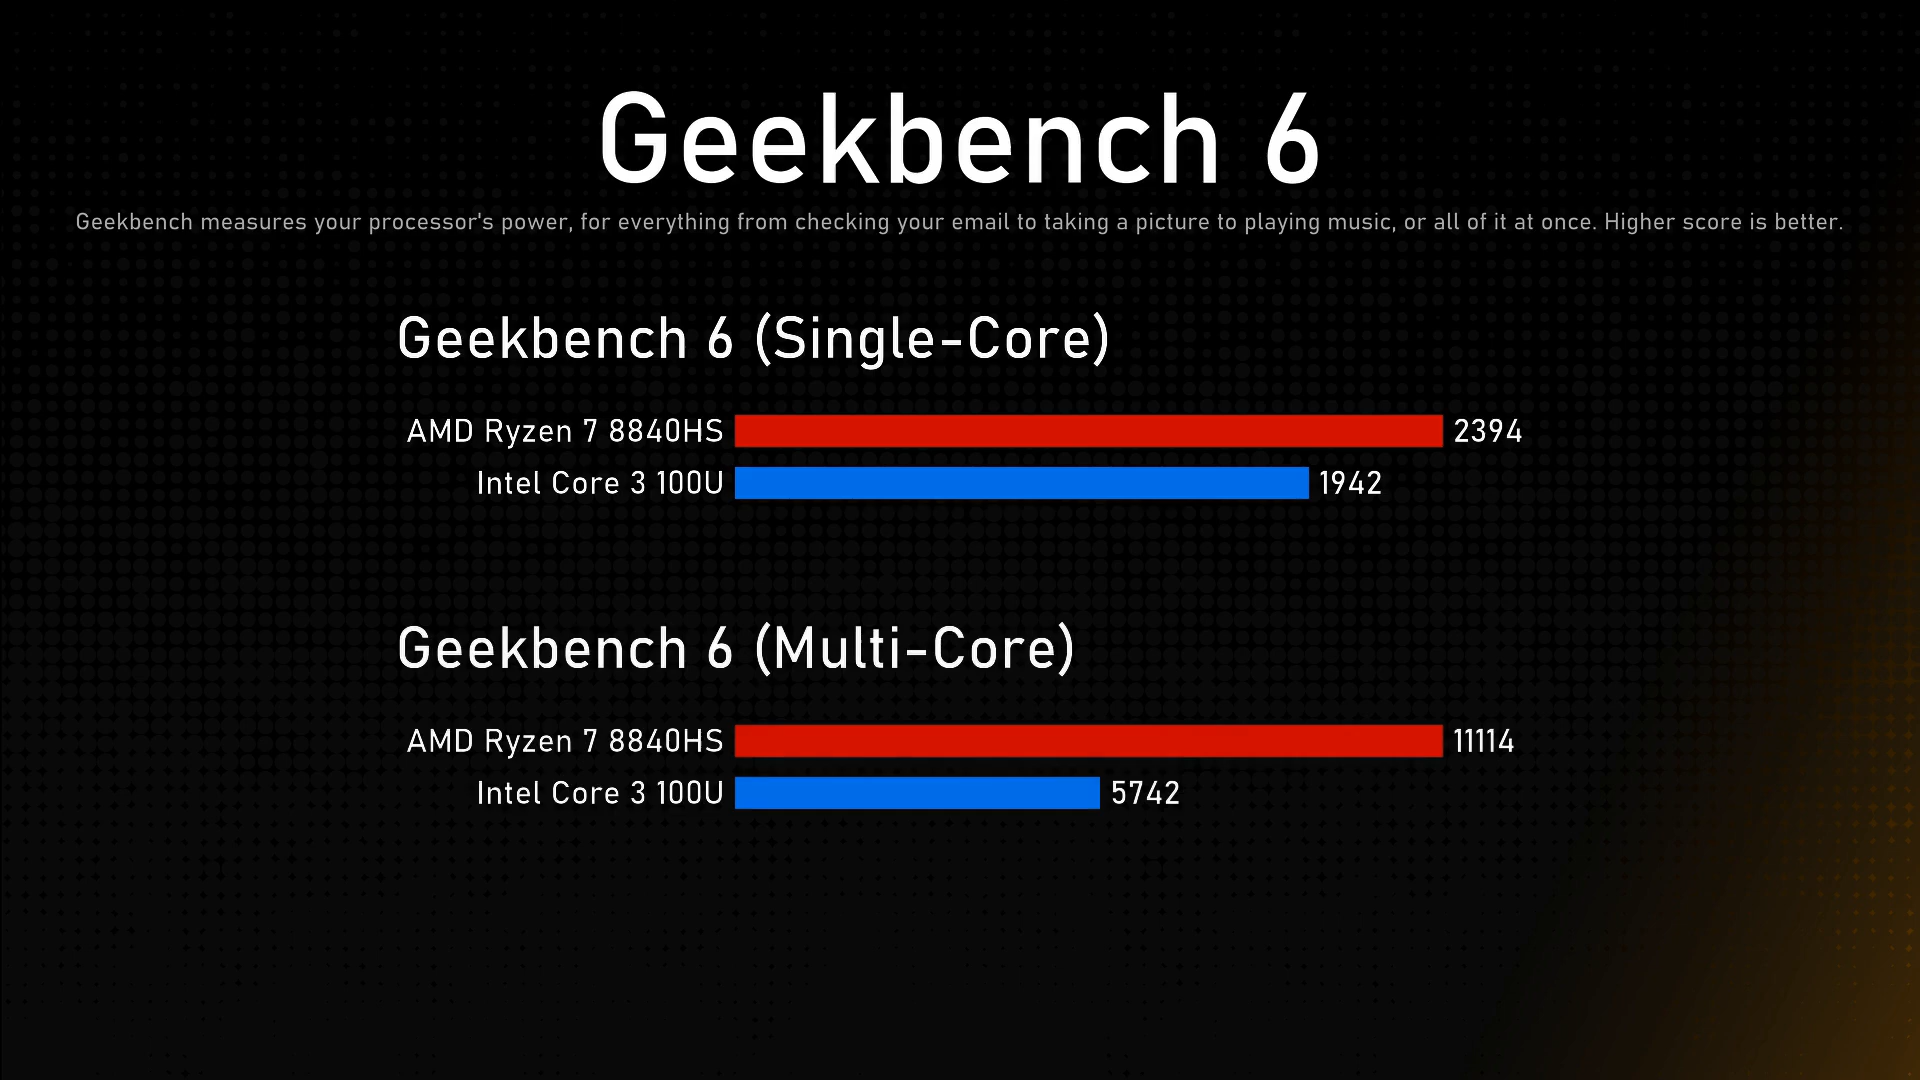 Geekbench 6
Geekbench measures your processor's power, for everything from checking your email to taking a picture to playing music, or all of it at once. Higher score is better.
Geekbench 6 (Single-Core)
AMD Ryzen 7 8840HS 2394
Intel Core 3 100U 1942
Geekbench 6 (Multi-Core)
AMD Ryzen 7 8840HS 11114
Intel Core 3 100U 5742